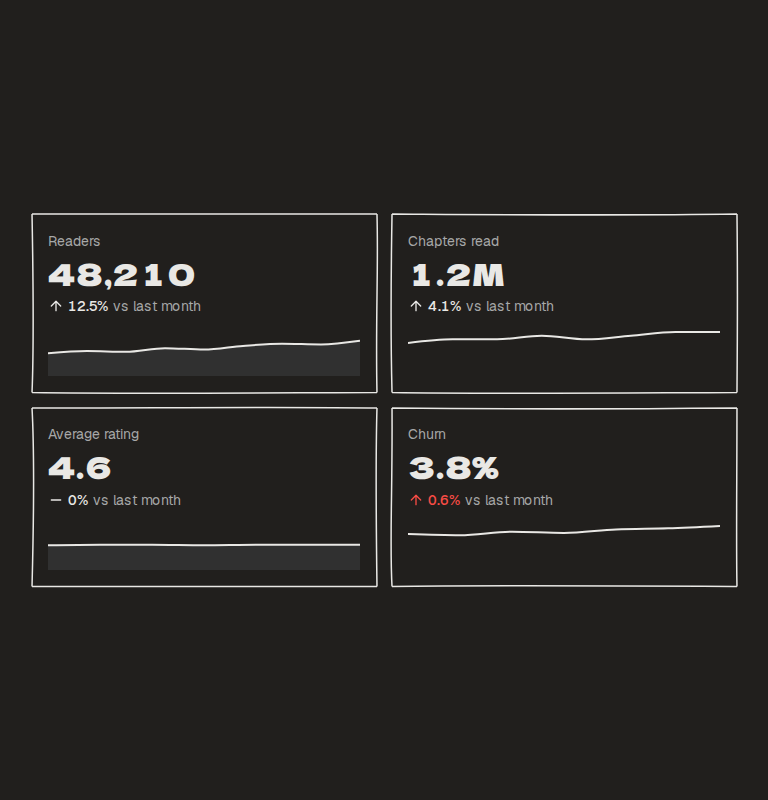 Readers
48,210
↑ 12.5% vs last month
Chapters read
1.2M
↑ 4.1% vs last month
Average rating
4.6
– 0% vs last month
Churn
3.8%
↑ 0.6% vs last month